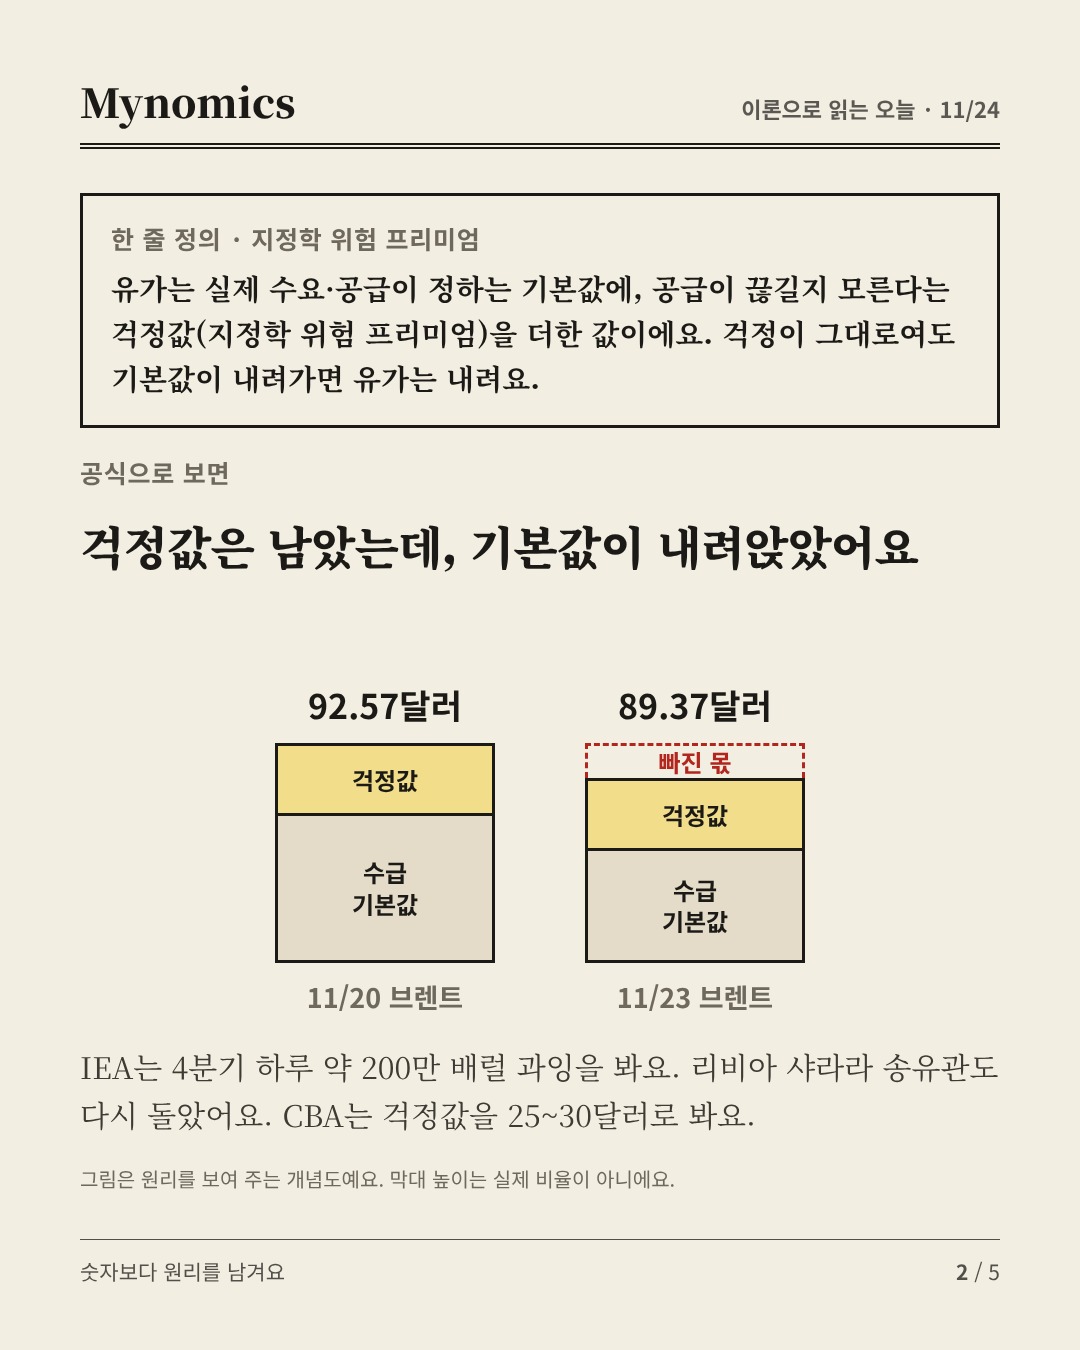 Mynomics
이론으로 읽는 오늘 · 11/24
한 줄 정의 · 지정학 위험 프리미엄
유가는 실제 수요·공급이 정하는 기본값에, 공급이 끊길지 모른다는
걱정값(지정학 위험 프리미엄)을 더한 값이에요. 걱정이 그대로여도
기본값이 내려가면 유가는 내려요.
공식으로 보면
걱정값은 남았는데, 기본값이 내려앉았어요
92.57달러
89.37달러
빠진 몫
걱정값
걱정값
수급
기본값
수급
기본값
11/20 브렌트
11/23 브렌트
IEA는 4분기 하루 약 200만 배럴 과잉을 봐요. 리비아 샤라라 송유관도
다시 돌았어요. CBA는 걱정값을 25~30달러로 봐요.
그림은 원리를 보여 주는 개념도예요. 막대 높이는 실제 비율이 아니에요.
숫자보다 원리를 남겨요
2 / 5